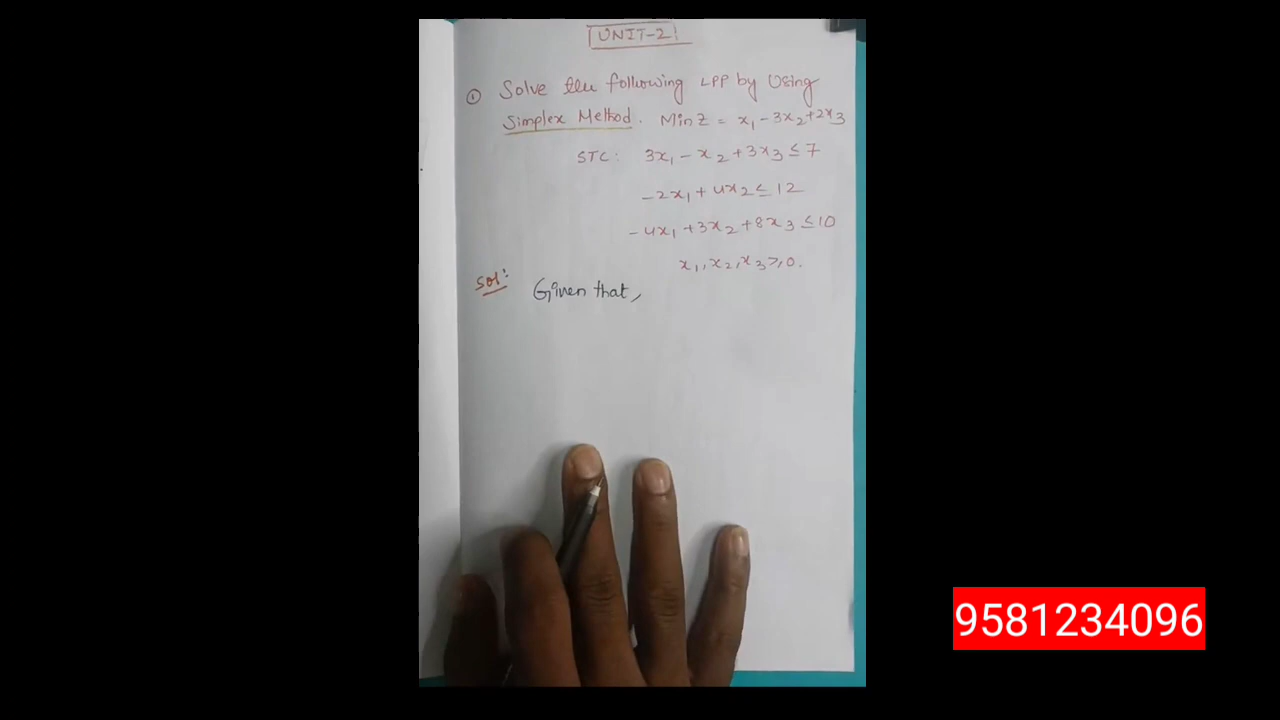 UNIT-2
① Solve the following LPP by Using
Simplex Method. Min Z = x₁ - 3x₂ + 2x₃
STC: 3x₁ - x₂ + 3x₃ ≤ 7
-2x₁ + 4x₂ ≤ 12
-4x₁ + 3x₂ + 8x₃ ≤ 10
x₁, x₂, x₃ ≥ 0.
Sol:
Given that,
9581234096